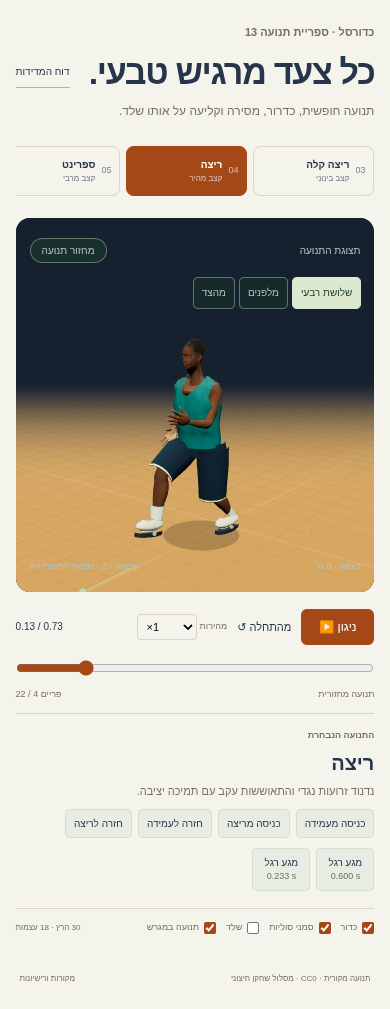 כדורסל · ספריית תנועה 13
כל צעד מרגיש טבעי.
דוח המדידות
תנועה חופשית, כדרור, מסירה וקליעה על אותו שלד.
03 ריצה קלה
קצב בינוני
04 ריצה
קצב מהיר
05 ספרינט
קצב מרבי
תצוגת התנועה
מחזור תנועה
שלושת רבעי
מלפנים
מהצד
ניגון ▶️
מהתחלה ↺
מהירות
1×
0.13 / 0.73
תנועה מחזורית
פריים 4 / 22
התנועה הנבחרת
ריצה
נדנוד זרועות נגדי והתאוששות עקב עם תמיכה יציבה.
כניסה מעמידה
כניסה מריצה
חזרה לעמידה
חזרה לריצה
מגע רגל
0.600 s
מגע רגל
0.233 s
כדור
סמני סוליות
שלד
תנועה במגרש
30 הרץ · 18 עצמות
תנועה מקורית · CC0 · מסלול שחקן חיצוני
מקורות ורישיונות